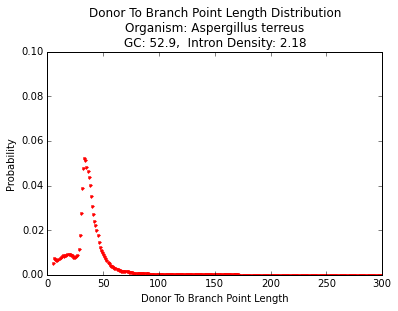 Donor To Branch Point Length Distribution
Organism: Aspergillus terreus
GC: 52.9,  Intron Density: 2.18
0.10
0.08
0.06
0.04
0.02
0.00
Probability
0 50 100 150 200 250 300
Donor To Branch Point Length